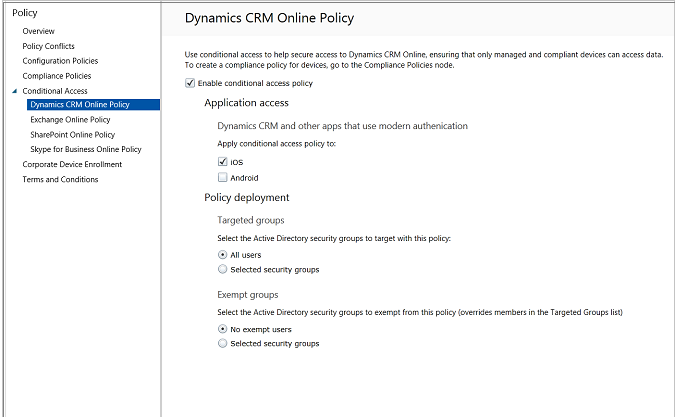 Policy
Overview
Policy Conflicts
Configuration Policies
Compliance Policies
Conditional Access
Dynamics CRM Online Policy
Exchange Online Policy
SharePoint Online Policy
Skype for Business Online Policy
Corporate Device Enrollment
Terms and Conditions
Dynamics CRM Online Policy
Use conditional access to help secure access to Dynamics CRM Online, ensuring that only managed and compliant devices can access data.
To create a compliance policy for devices, go to the Compliance Policies node.
Enable conditional access policy
Application access
Dynamics CRM and other apps that use modern authenication
Apply conditional access policy to:
iOS
Android
Policy deployment
Targeted groups
Select the Active Directory security groups to target with this policy:
All users
Selected security groups
Exempt groups
Select the Active Directory security groups to exempt from this policy (overrides members in the Targeted Groups list)
No exempt users
Selected security groups